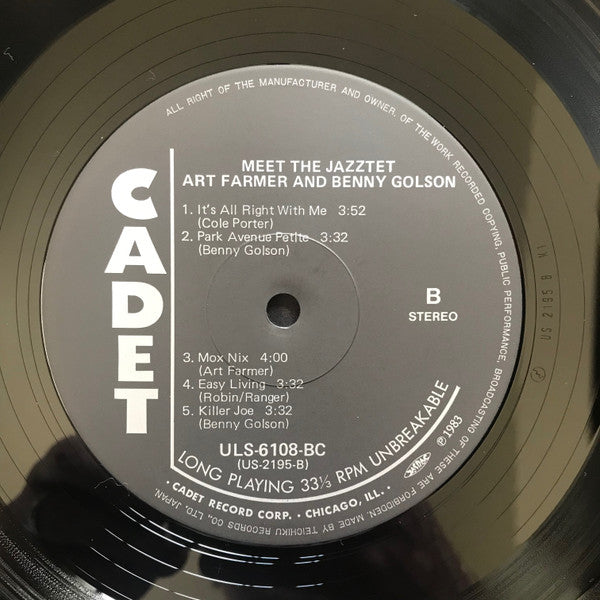 CADET
ALL RIGHT OF THE MANUFACTURER AND OWNER, OF THE WORK RECORDED COPYING, PUBLIC PERFORMANCE, BROADCASTING OF THESE ARE FORBIDDEN. MADE BY TEICHIKU RECORDS CO., LTD. JAPAN.
MEET THE JAZZTET
ART FARMER AND BENNY GOLSON
1. It's All Right With Me 3:52
(Cole Porter)
2. Park Avenue Petite 3:32
(Benny Golson)
B
STEREO
3. Mox Nix 4:00
(Art Farmer)
4. Easy Living 3:32
(Robin/Ranger)
5. Killer Joe 3:32
(Benny Golson)
ULS-6108-BC
(US-2195-B)
LONG PLAYING 33⅓ RPM UNBREAKABLE
℗1983
· CADET RECORD CORP. · CHICAGO, ILL. ·
US 2195 B